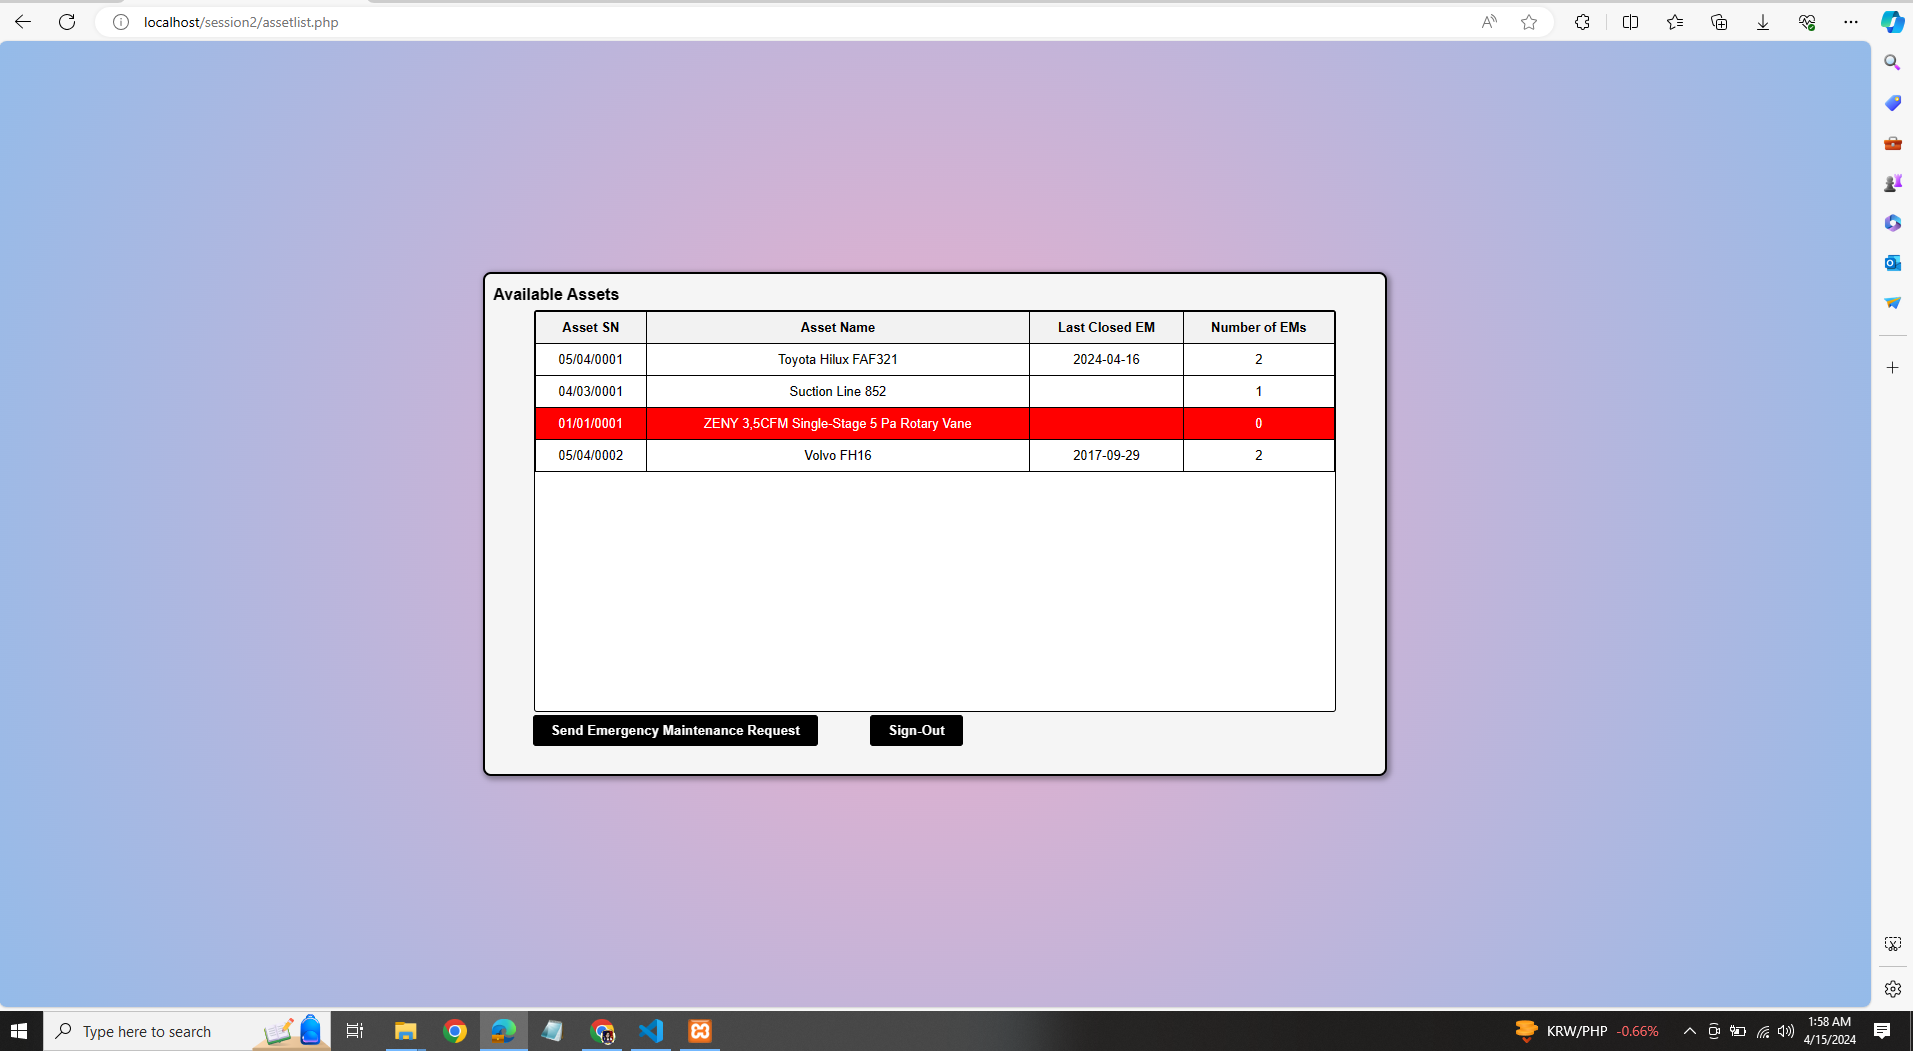 localhost/session2/assetlist.php
Available Assets
Asset SN Asset Name Last Closed EM Number of EMs
05/04/0001 Toyota Hilux FAF321 2024-04-16 2
04/03/0001 Suction Line 852 1
01/01/0001 ZENY 3,5CFM Single-Stage 5 Pa Rotary Vane 0
05/04/0002 Volvo FH16 2017-09-29 2
Send Emergency Maintenance Request Sign-Out
Type here to search
KRW/PHP -0.66%
1:58 AM
4/15/2024